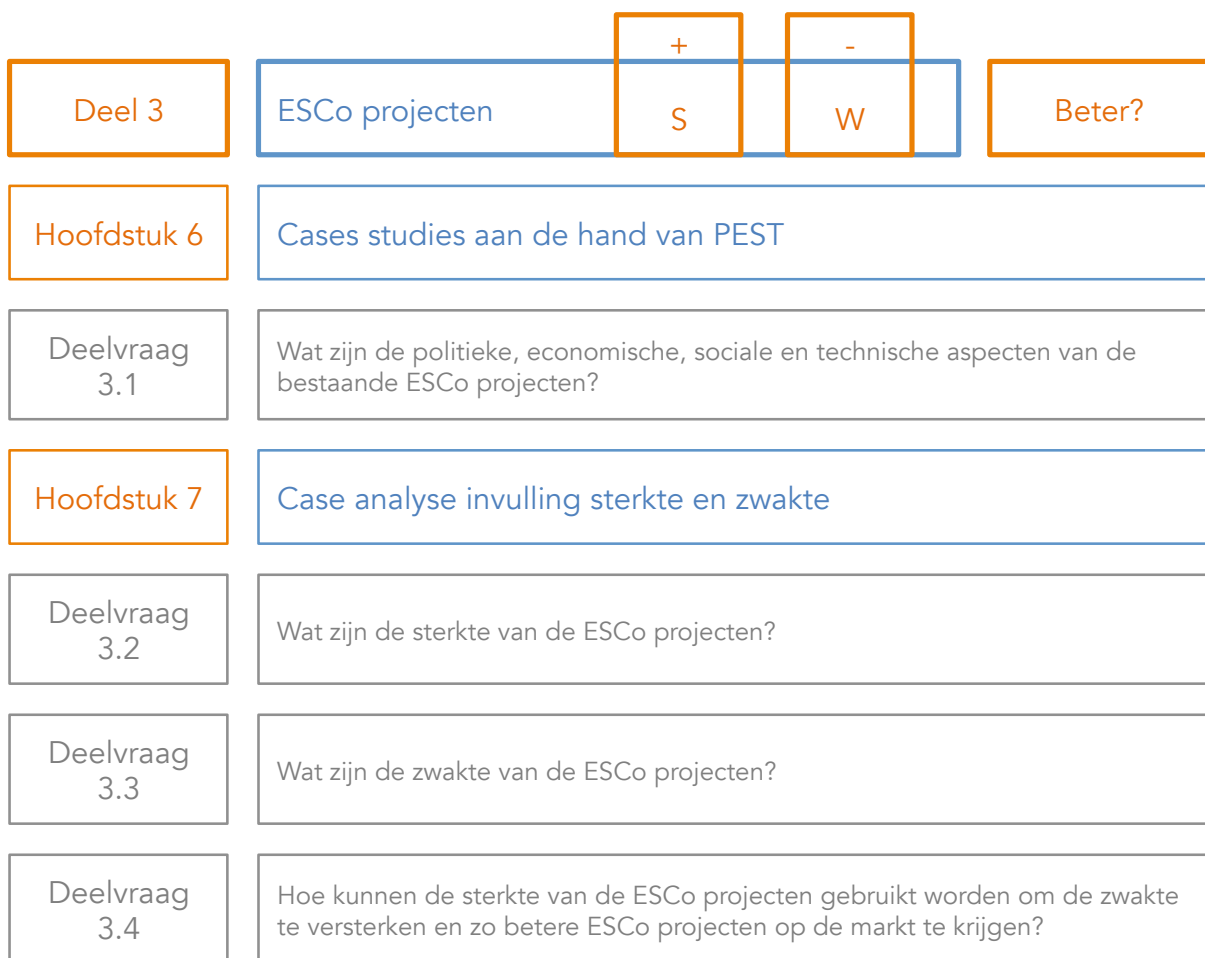 +
-
Deel 3
ESCo projecten
S
W
Beter?
Hoofdstuk 6
Cases studies aan de hand van PEST
Deelvraag
3.1
Wat zijn de politieke, economische, sociale en technische aspecten van de
bestaande ESCo projecten?
Hoofdstuk 7
Case analyse invulling sterkte en zwakte
Deelvraag
3.2
Wat zijn de sterkte van de ESCo projecten?
Deelvraag
3.3
Wat zijn de zwakte van de ESCo projecten?
Deelvraag
3.4
Hoe kunnen de sterkte van de ESCo projecten gebruikt worden om de zwakte
te versterken en zo betere ESCo projecten op de markt te krijgen?